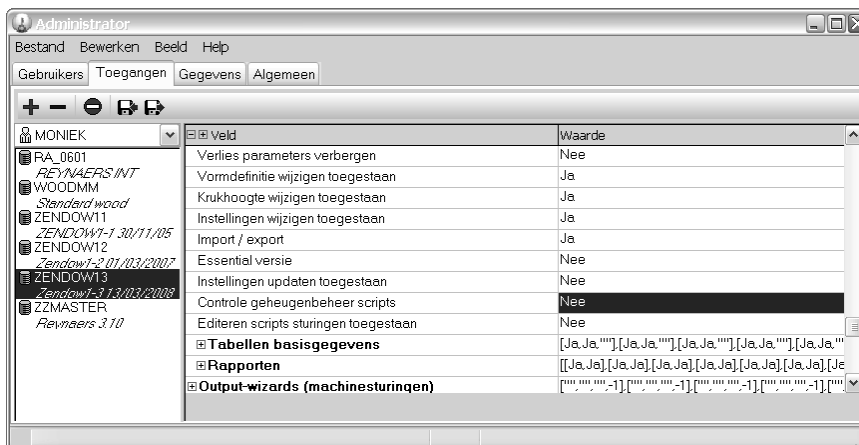 Administrator
Bestand Bewerken Beeld Help
Gebruikers Toegangen Gegevens Algemeen
MONIEK
Veld Waarde
RA_0601
REYNAERS INT
WOODMM
Standard wood
ZENDOW11
ZENDOW1-1 30/11/05
ZENDOW12
Zendow1-2 01/03/2007
ZENDOW13
Zendow1-3 13/03/2008
ZZMASTER
Reynaers 3.10
Verlies parameters verbergen Nee
Vormdefinitie wijzigen toegestaan Ja
Krukhoogte wijzigen toegestaan Ja
Instellingen wijzigen toegestaan Ja
Import / export Ja
Essential versie Nee
Instellingen updaten toegestaan Nee
Controle geheugenbeheer scripts Nee
Editeren scripts sturingen toegestaan Nee
Tabellen basisgegevens [Ja,Ja,""],[Ja,Ja,""],[Ja,Ja,""],[Ja,Ja,""],[Ja,Ja,""
Rapporten [[Ja,Ja],[Ja,Ja],[Ja,Ja],[Ja,Ja],[Ja,Ja],[Ja,Ja],[Ja
Output-wizards (machinesturingen) ["","","",-1],["","","",-1],["","","",-1],["","","",-1],["",""